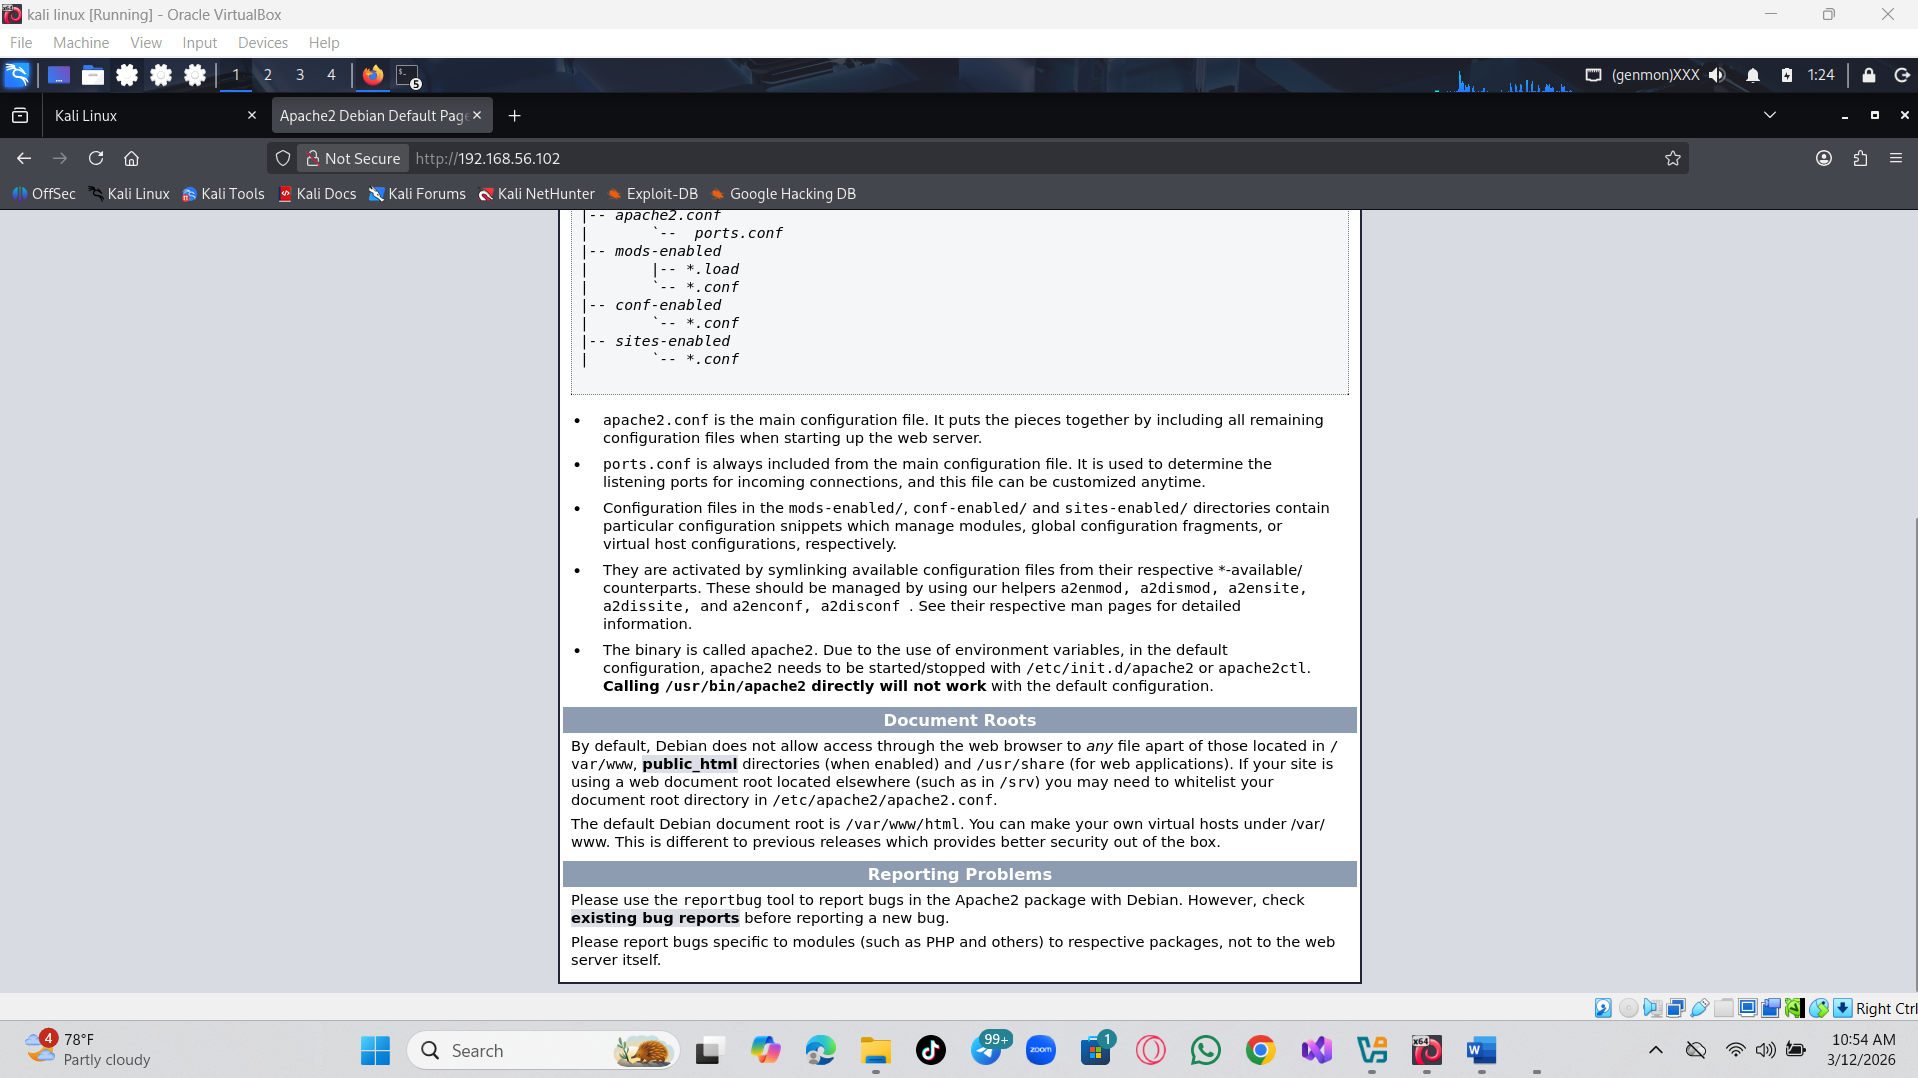 kali linux [Running] - Oracle VirtualBox
File Machine View Input Devices Help
1 2 3 4 5 (genmon)XXX 1:24
Kali Linux Apache2 Debian Default Pag
Not Secure http://192.168.56.102
OffSec Kali Linux Kali Tools Kali Docs Kali Forums Kali NetHunter Exploit-DB Google Hacking DB
|-- apache2.conf
|       `--  ports.conf
|-- mods-enabled
|       |-- *.load
|       `-- *.conf
|-- conf-enabled
|       `-- *.conf
|-- sites-enabled
|       `-- *.conf
• apache2.conf is the main configuration file. It puts the pieces together by including all remaining
configuration files when starting up the web server.
• ports.conf is always included from the main configuration file. It is used to determine the
listening ports for incoming connections, and this file can be customized anytime.
• Configuration files in the mods-enabled/, conf-enabled/ and sites-enabled/ directories contain
particular configuration snippets which manage modules, global configuration fragments, or
virtual host configurations, respectively.
• They are activated by symlinking available configuration files from their respective *-available/
counterparts. These should be managed by using our helpers a2enmod, a2dismod, a2ensite,
a2dissite, and a2enconf, a2disconf . See their respective man pages for detailed
information.
• The binary is called apache2. Due to the use of environment variables, in the default
configuration, apache2 needs to be started/stopped with /etc/init.d/apache2 or apache2ctl.
Calling /usr/bin/apache2 directly will not work with the default configuration.
Document Roots
By default, Debian does not allow access through the web browser to any file apart of those located in /
var/www, public_html directories (when enabled) and /usr/share (for web applications). If your site is
using a web document root located elsewhere (such as in /srv) you may need to whitelist your
document root directory in /etc/apache2/apache2.conf.
The default Debian document root is /var/www/html. You can make your own virtual hosts under /var/
www. This is different to previous releases which provides better security out of the box.
Reporting Problems
Please use the reportbug tool to report bugs in the Apache2 package with Debian. However, check
existing bug reports before reporting a new bug.
Please report bugs specific to modules (such as PHP and others) to respective packages, not to the web
server itself.
Right Ctrl
4 78°F
Partly cloudy
Search
99+
zoom
1
x64
W
10:54 AM
3/12/2026